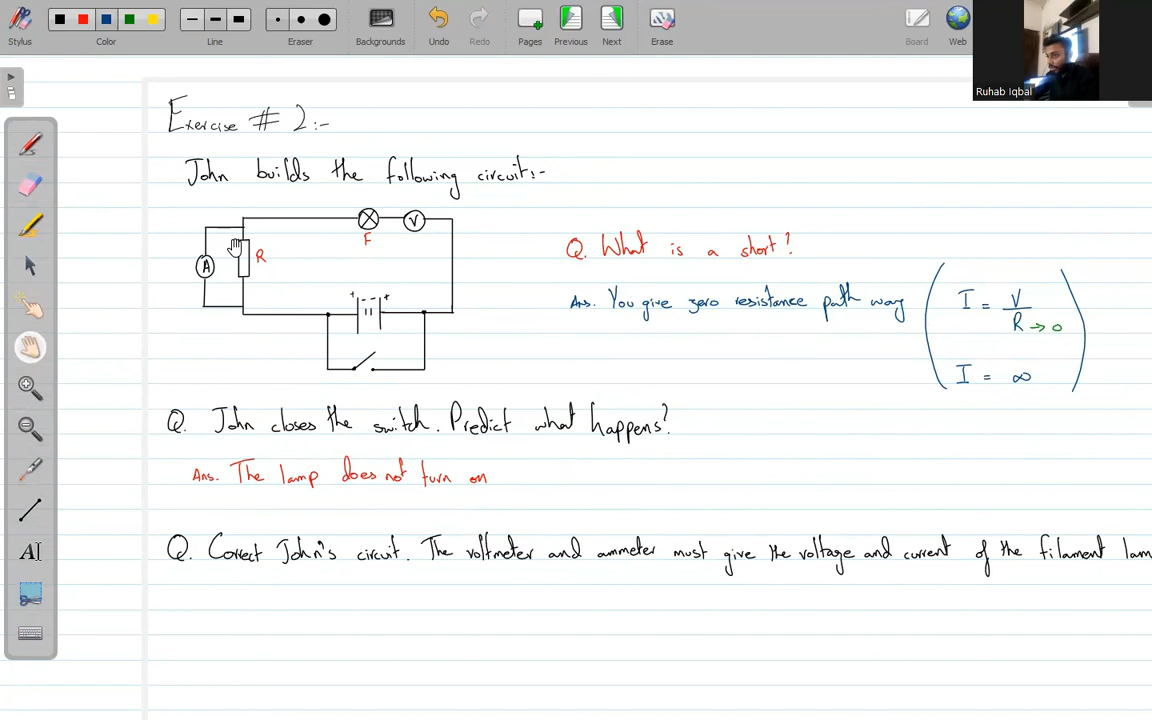 Stylus
Color
Line
Eraser
Backgrounds
Undo
Redo
Pages
Previous
Next
Erase
Board
Web
Ruhab Iqbal
Exercise # 2:-
John builds the following circuit:-
V
F
A
R
+ +
Q. What is a short?
Ans. You give zero resistance path way
I = V / R → 0
I = ∞
Q. John closes the switch. Predict what happens?
Ans. The lamp does not turn on
Q. Correct John's circuit. The voltmeter and ammeter must give the voltage and current of the filament lam
A